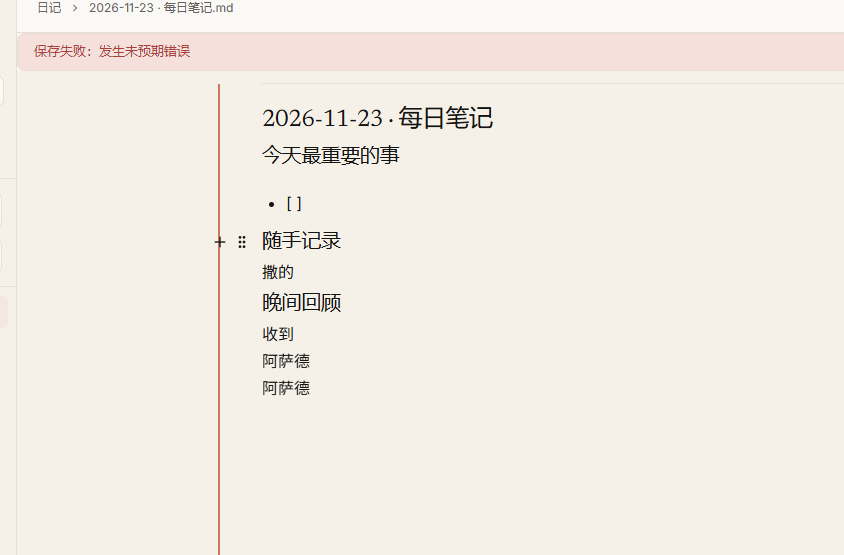 日记 > 2026-11-23 · 每日笔记.md
保存失败：发生未预期错误
2026-11-23 · 每日笔记
今天最重要的事
• [ ]
随手记录
撒的
晚间回顾
收到
阿萨德
阿萨德